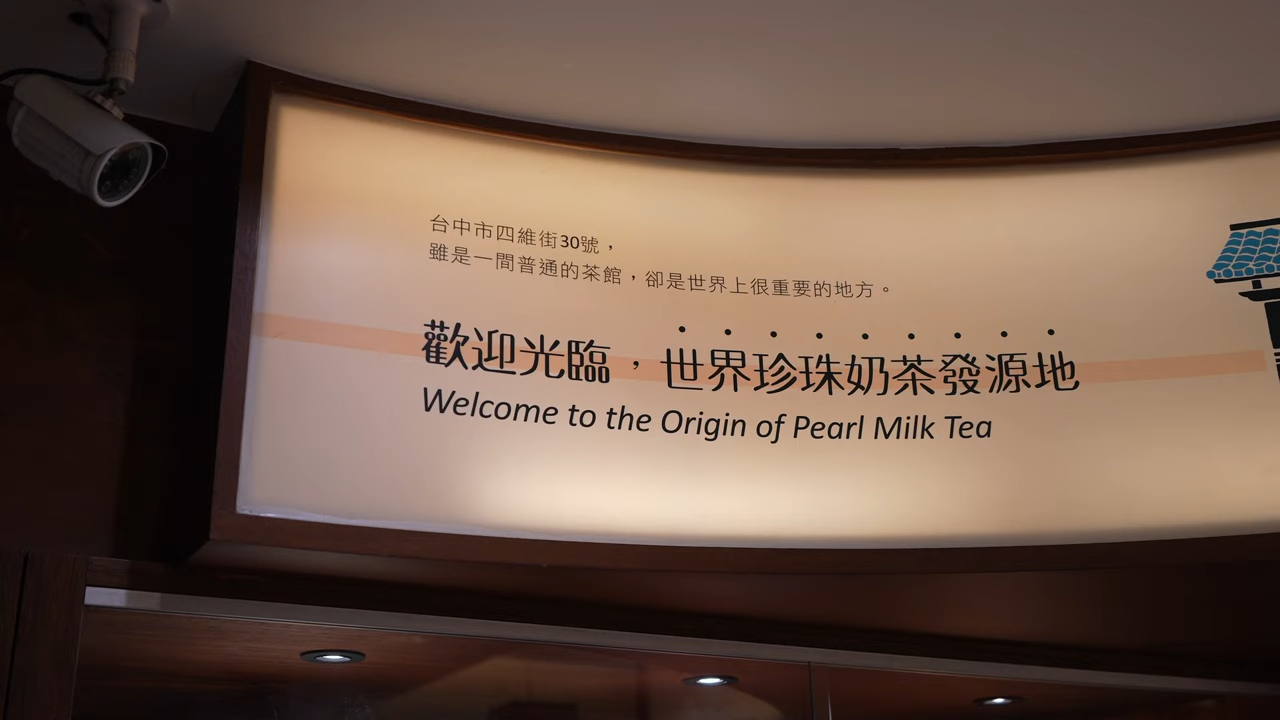 台中市四維街30號，
雖是一間普通的茶館，卻是世界上很重要的地方。
歡迎光臨，世界珍珠奶茶發源地
Welcome to the Origin of Pearl Milk Tea